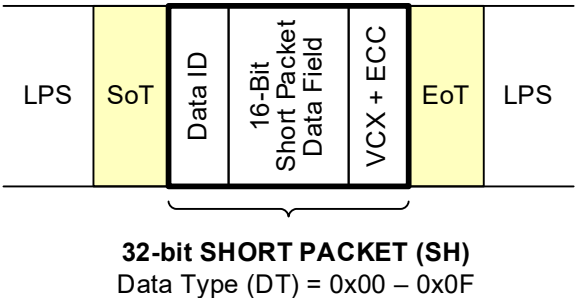 LPS
SoT
Data ID
16-Bit
Short Packet
Data Field
VCX + ECC
EoT
LPS
32-bit SHORT PACKET (SH)
Data Type (DT) = 0x00 – 0x0F